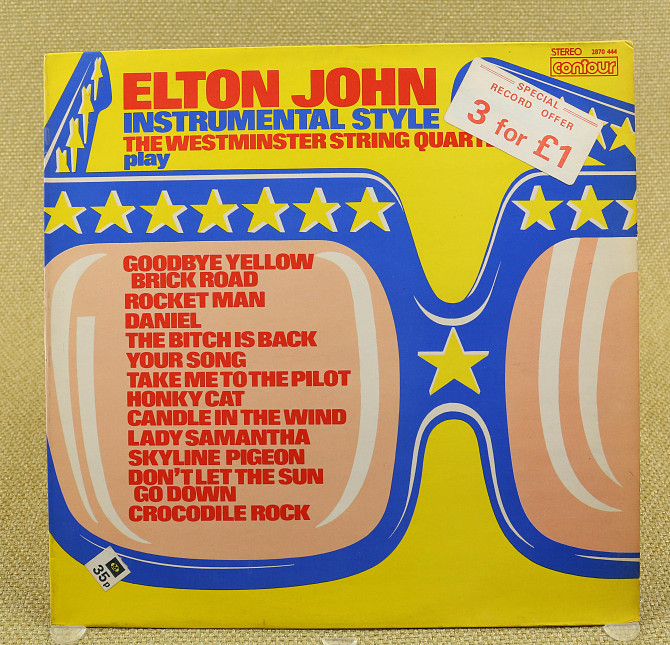 STEREO 2870 444
contour
ELTON JOHN
INSTRUMENTAL STYLE
THE WESTMINSTER STRING
play
SPECIAL
RECORD OFFER
3 for £1
GOODBYE YELLOW
BRICK ROAD
ROCKET MAN
DANIEL
THE BITCH IS BACK
YOUR SONG
TAKE ME TO THE PILOT
HONKY CAT
CANDLE IN THE WIND
LADY SAMANTHA
SKYLINE PIGEON
DON'T LET THE SUN
GO DOWN
CROCODILE ROCK
35p